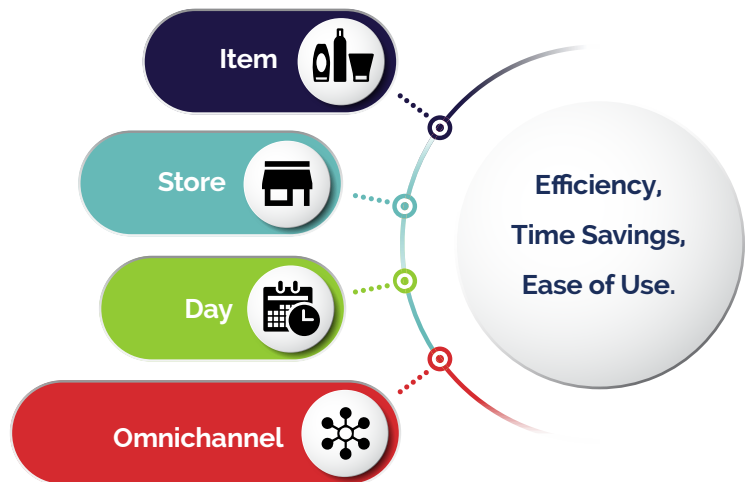 Item
Store
Day
Omnichannel
Efficiency,
Time Savings,
Ease of Use.